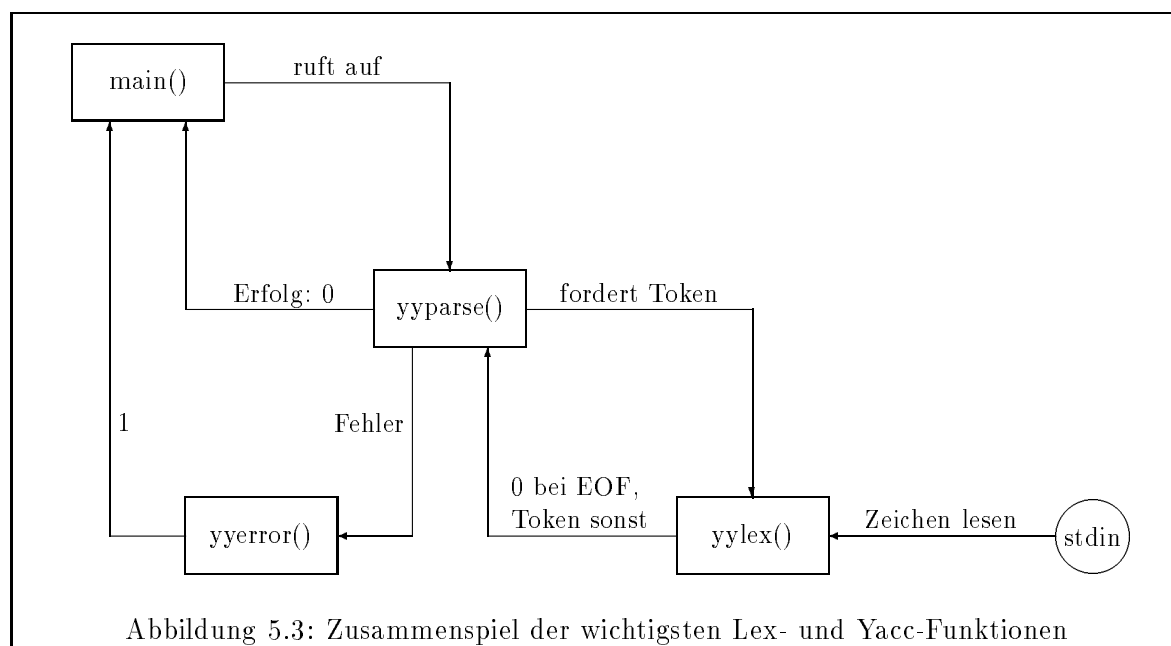 main()
ruft auf
Erfolg: 0
yyparse()
fordert Token
1
Fehler
0 bei EOF,
Token sonst
yyerror()
yylex()
Zeichen lesen
stdin
Abbildung 5.3: Zusammenspiel der wichtigsten Lex- und Yacc-Funktionen